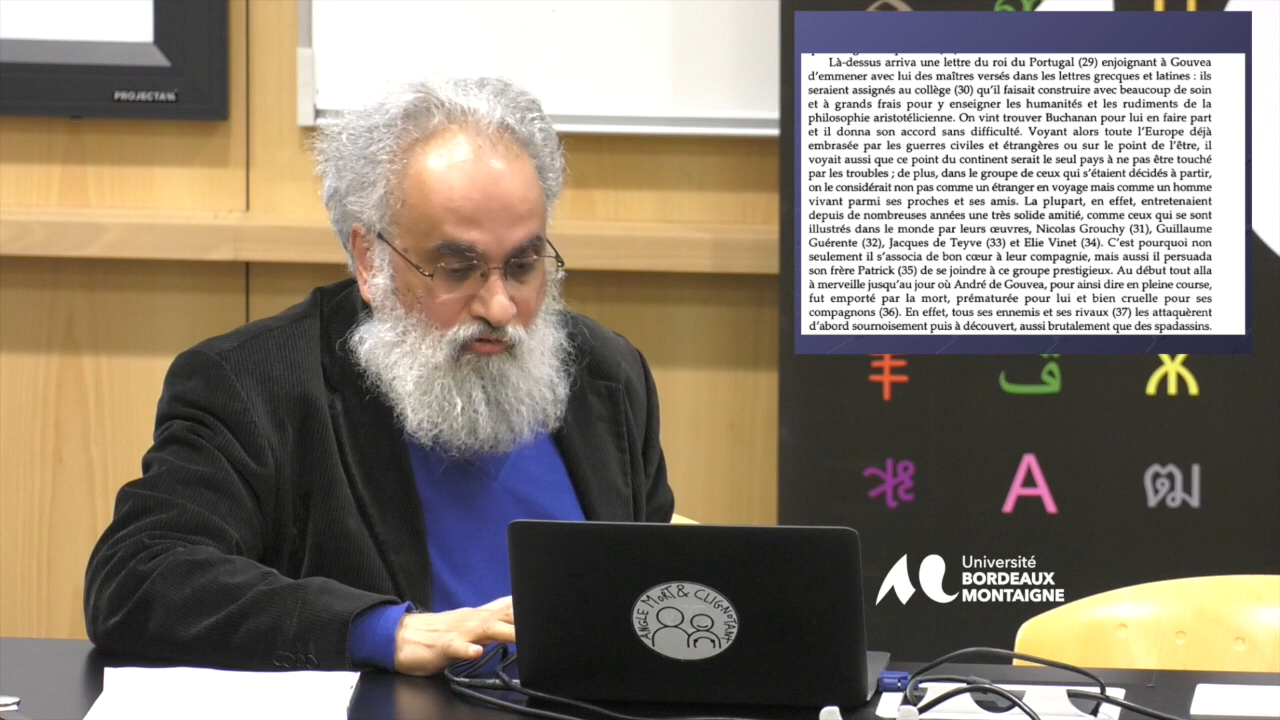 PROJECTA
Là-dessus arriva une lettre du roi du Portugal (29) enjoignant à Gouvea
d'emmener avec lui des maîtres versés dans les lettres grecques et latines : ils
seraient assignés au collège (30) qu'il faisait construire avec beaucoup de soin
et à grands frais pour y enseigner les humanités et les rudiments de la
philosophie aristotélicienne. On vint trouver Buchanan pour lui en faire part
et il donna son accord sans difficulté. Voyant alors toute l'Europe déjà
embrasée par les guerres civiles et étrangères ou sur le point de l'être, il
voyait aussi que ce point du continent serait le seul pays à ne pas être touché
par les troubles ; de plus, dans le groupe de ceux qui s'étaient décidés à partir,
on le considérait non pas comme un étranger en voyage mais comme un homme
vivant parmi ses proches et ses amis. La plupart, en effet, entretenaient
depuis de nombreuses années une très solide amitié, comme ceux qui se sont
illustrés dans le monde par leurs œuvres, Nicolas Grouchy (31), Guillaume
Guérente (32), Jacques de Teyve (33) et Elie Vinet (34). C'est pourquoi non
seulement il s'associa de bon cœur à leur compagnie, mais aussi il persuada
son frère Patrick (35) de se joindre à ce groupe prestigieux. Au début tout alla
à merveille jusqu'au jour où André de Gouvea, pour ainsi dire en pleine course,
fut emporté par la mort, prématurée pour lui et bien cruelle pour ses
compagnons (36). En effet, tous ses ennemis et ses rivaux (37) les attaquèrent
d'abord sournoisement puis à découvert, aussi brutalement que des spadassins.
ق Ѫ
A
Université
BORDEAUX
MONTAIGNE
ANGLE MORT & CLIGNOTANT